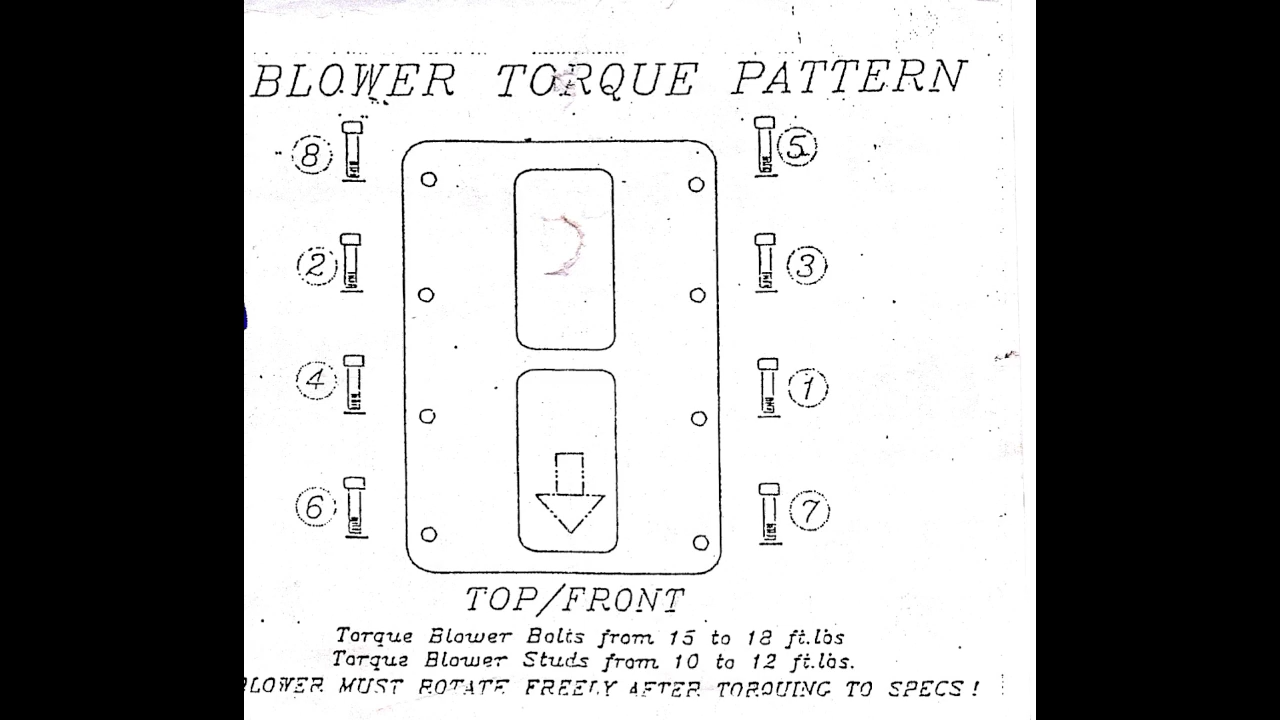 BLOWER TORQUE PATTERN
8 5
2 3
4 1
6 7
TOP/FRONT
Torque Blower Bolts from 15 to 18 ft.lbs
Torque Blower Studs from 10 to 12 ft.lbs.
BLOWER MUST ROTATE FREELY AFTER TORQUING TO SPECS!